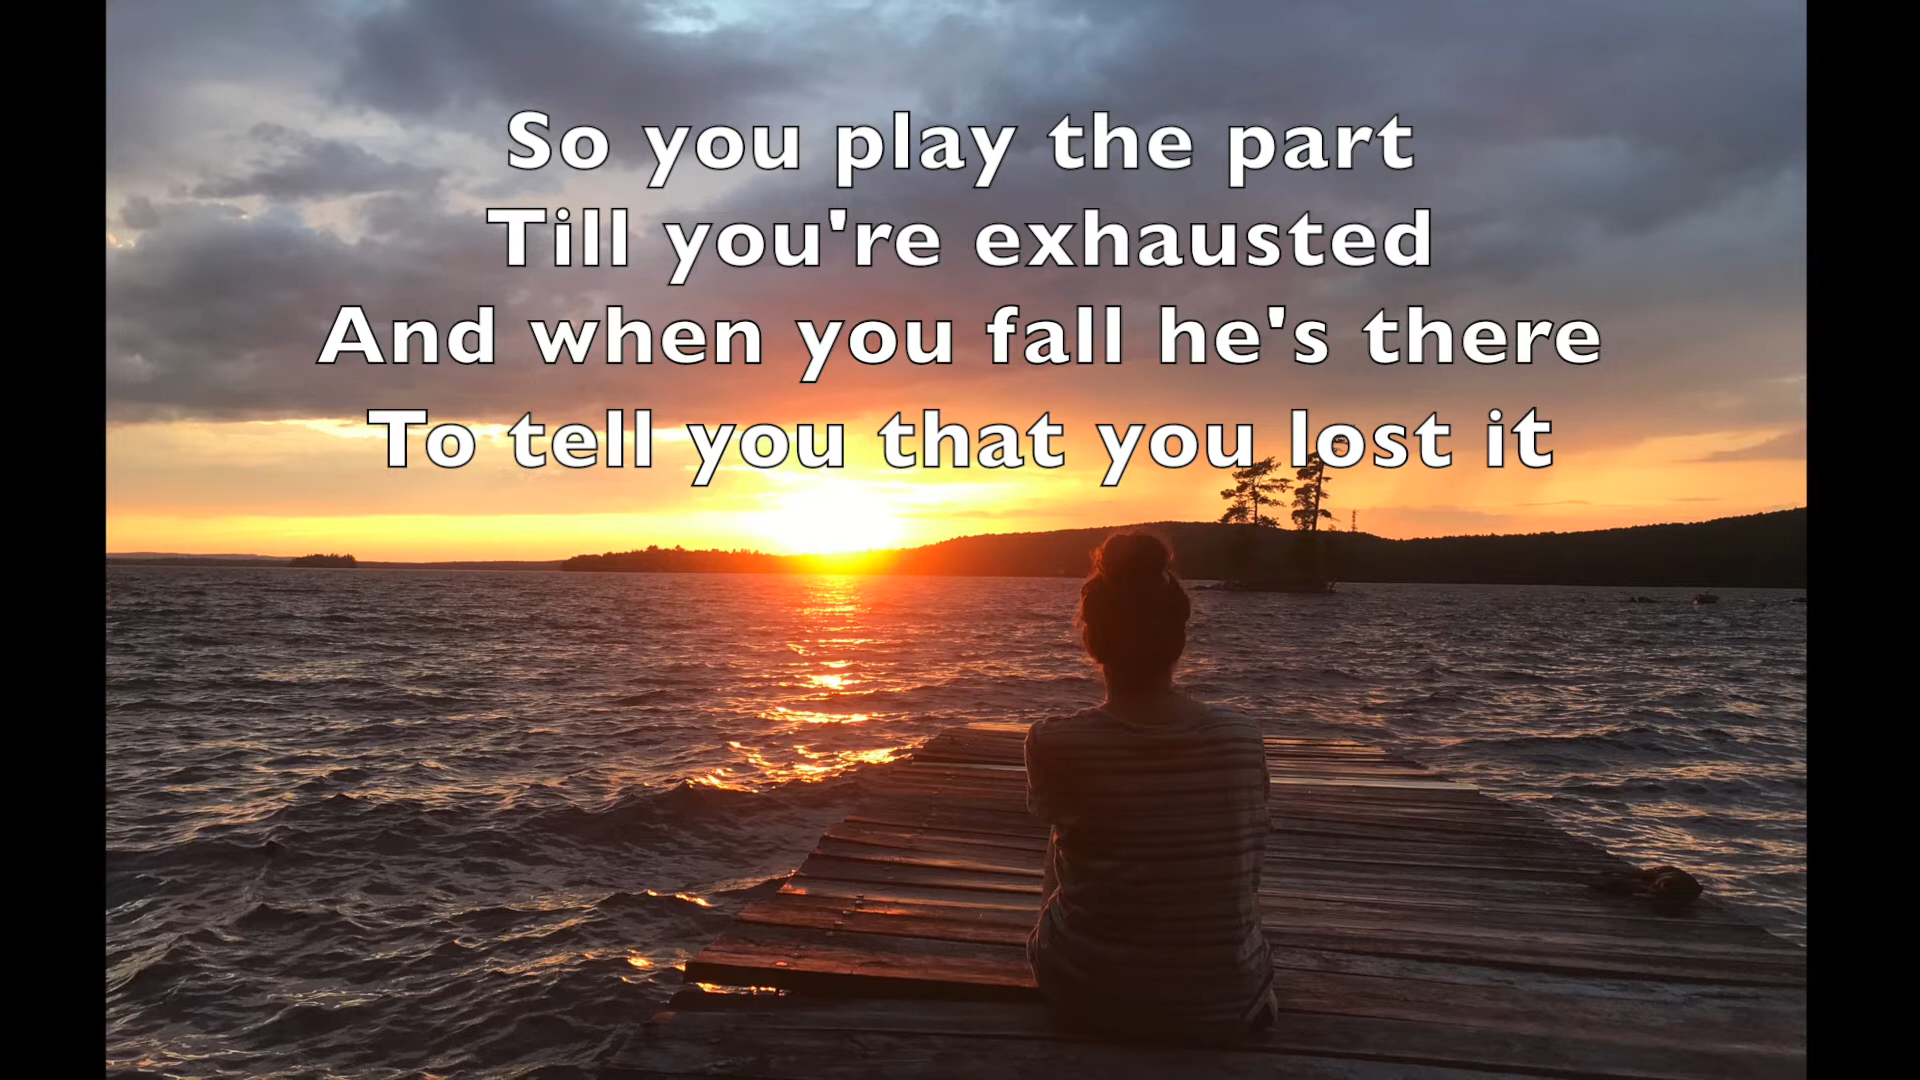 So you play the part
Till you're exhausted
And when you fall he's there
To tell you that you lost it